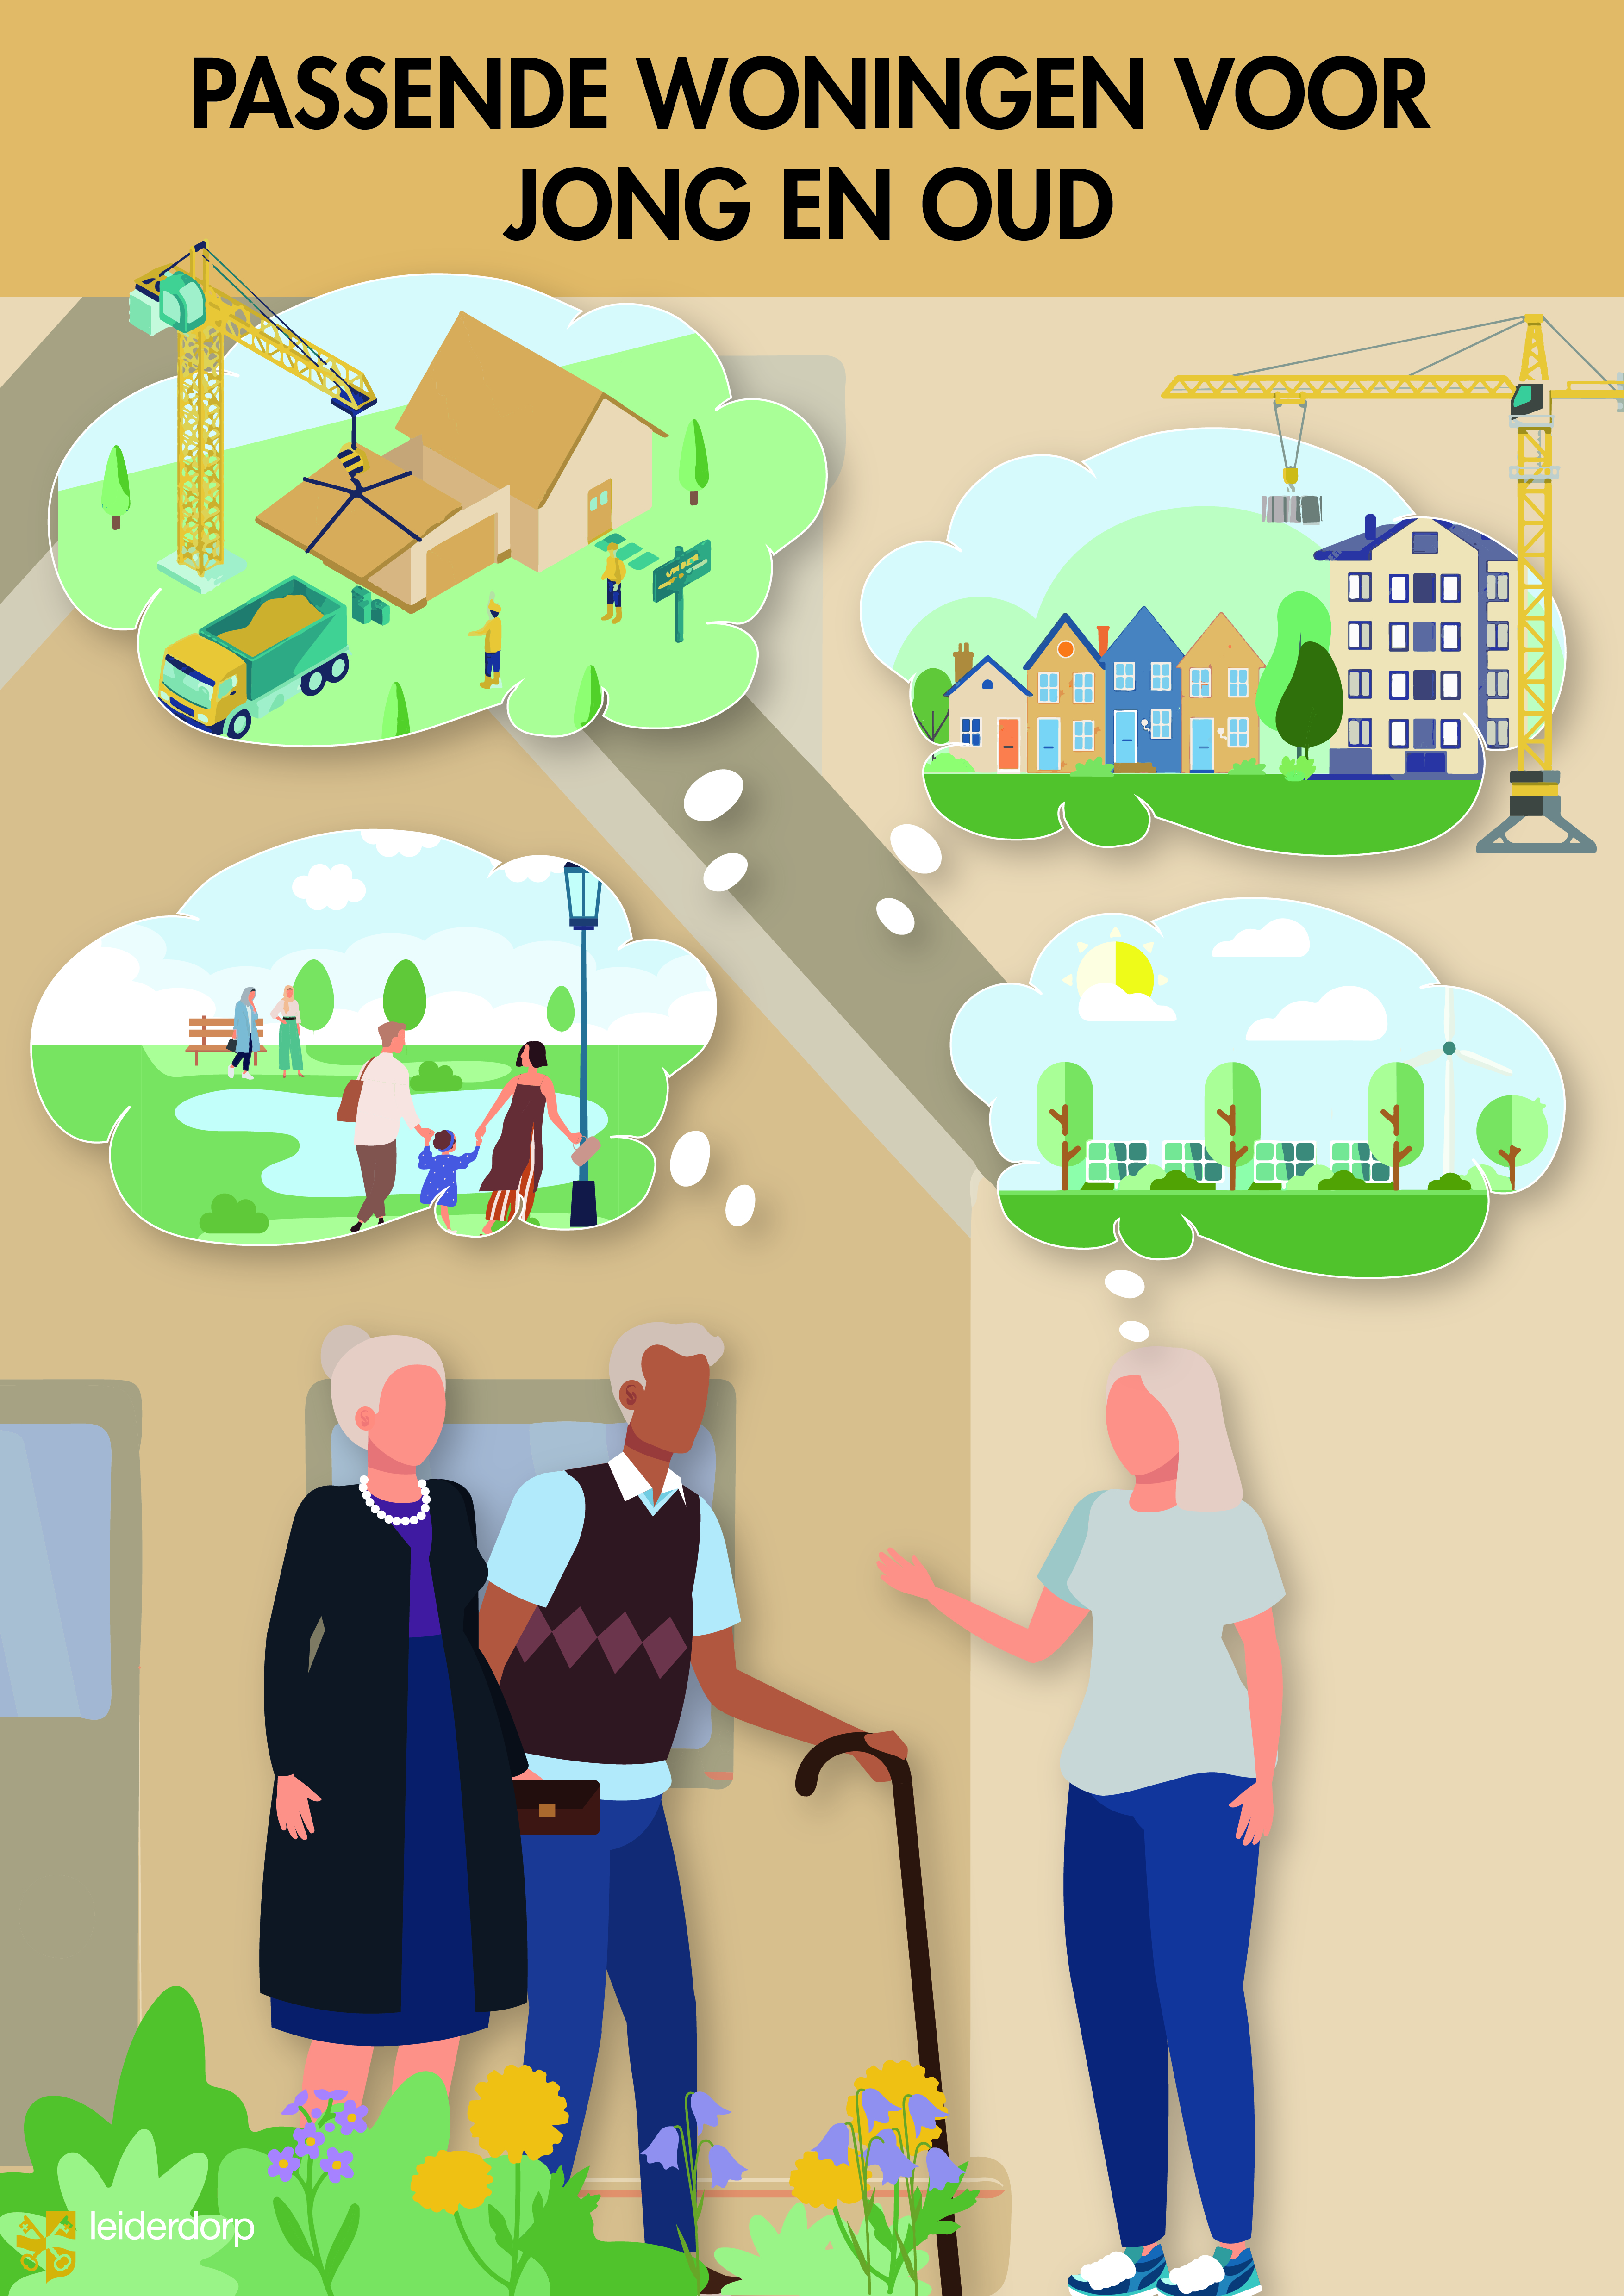 PASSENDE WONINGEN VOOR
JONG EN OUD
leiderdorp